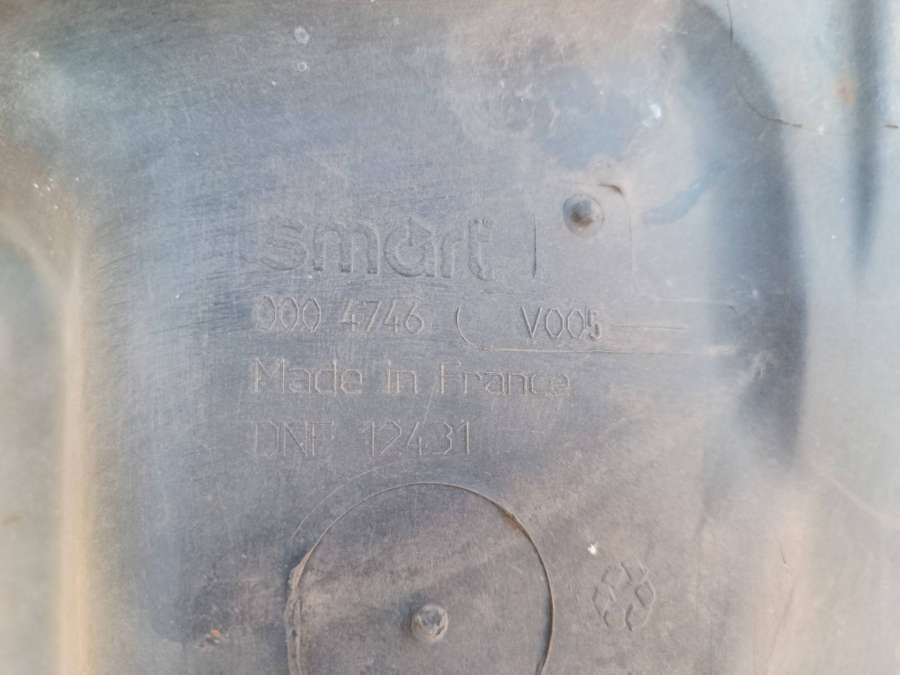 smart
000 4746 V005
Made in France
DNF 12431